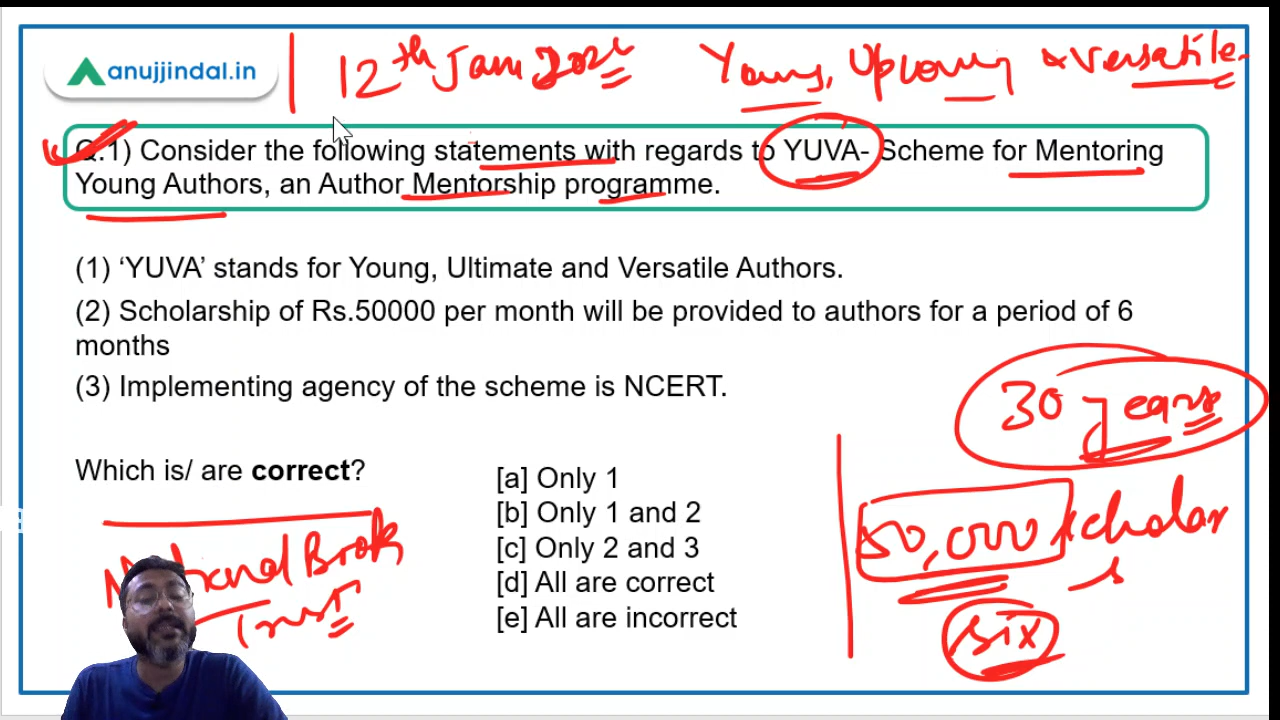 anujjindal.in
12th Jan
Young, Upcoming & Versatile
Q.1) Consider the following statements with regards to YUVA- Scheme for Mentoring
Young Authors, an Author Mentorship programme.
(1) ‘YUVA’ stands for Young, Ultimate and Versatile Authors.
(2) Scholarship of Rs.50000 per month will be provided to authors for a period of 6
months
(3) Implementing agency of the scheme is NCERT.
30 years
Which is/ are correct?
[a] Only 1
[b] Only 1 and 2
[c] Only 2 and 3
[d] All are correct
[e] All are incorrect
National Book
Trust
50,000 scholar
s
six